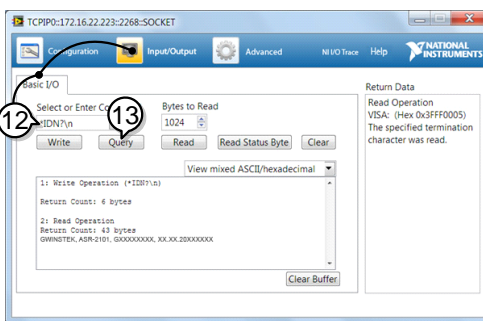 TCPIP0::172.16.22.223::2268::SOCKET
Configuration Input/Output Advanced NI I/O Trace Help NATIONAL INSTRUMENTS
Basic I/O
Return Data
Select or Enter Co
Bytes to Read
12
*IDN?\n
13
1024
Write Query Read Read Status Byte Clear
Read Operation
VISA: (Hex 0x3FFF0005)
The specified termination
character was read.
View mixed ASCII/hexadecimal
1: Write Operation (*IDN?\n)
Return Count: 6 bytes
2: Read Operation
Return Count: 43 bytes
GWINSTEK, ASR-2101, GXXXXXXXX, XX.XX.20XXXXXX
Clear Buffer